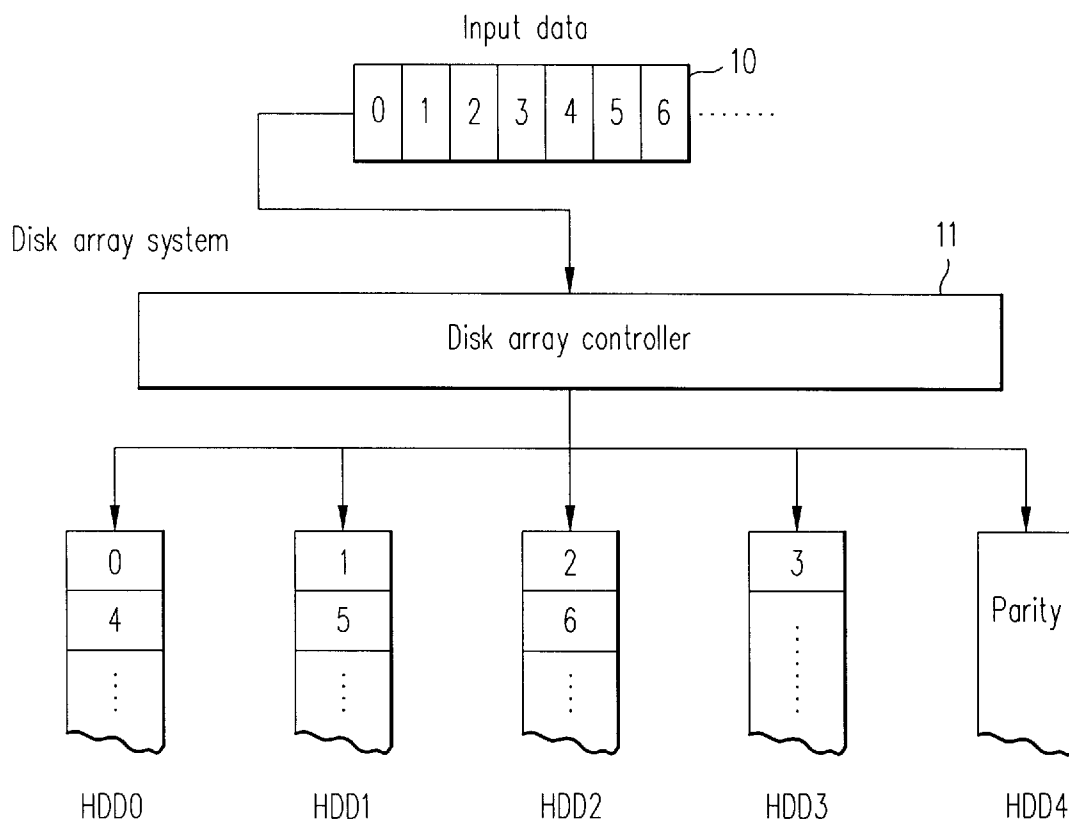 Input data
10
0 1 2 3 4 5 6 ........
Disk array system
11
Disk array controller
0 1 2 3
4 5 6 Parity
HDD0 HDD1 HDD2 HDD3 HDD4